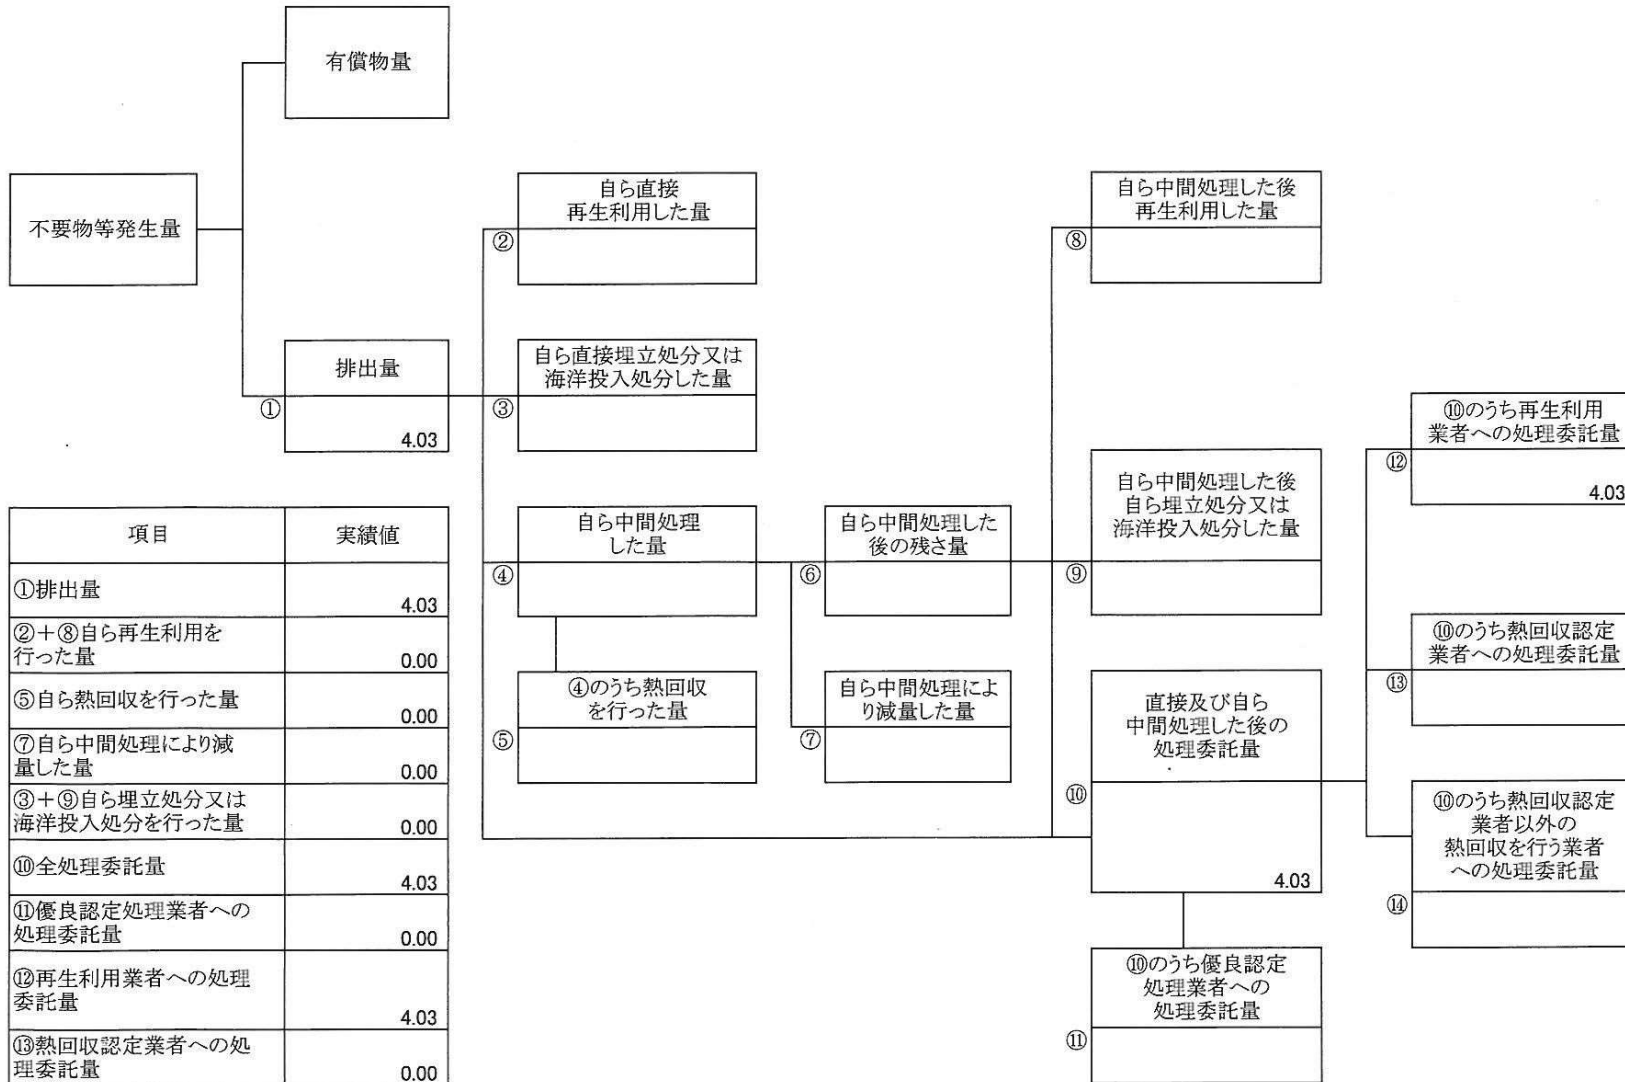 有償物量
不要物等発生量
自ら直接
再生利用した量
②
自ら中間処理した後
再生利用した量
⑧
排出量
①
4.03
自ら直接埋立処分又は
海洋投入処分した量
③
⑩のうち再生利用
業者への処理委託量
⑫
4.03
自ら中間処理
した量
④
自ら中間処理した
後の残さ量
⑥
自ら中間処理した後
自ら埋立処分又は
海洋投入処分した量
⑨
④のうち熱回収
を行った量
⑤
自ら中間処理によ
り減量した量
⑦
直接及び自ら
中間処理した後の
処理委託量
⑩
4.03
⑩のうち熱回収認定
業者への処理委託量
⑬
⑩のうち熱回収認定
業者以外の
熱回収を行う業者
への処理委託量
⑭
⑩のうち優良認定
処理業者への
処理委託量
⑪
項目 実績値
①排出量
4.03
②+⑧自ら再生利用を
行った量
0.00
⑤自ら熱回収を行った量
0.00
⑦自ら中間処理により減
量した量
0.00
③+⑨自ら埋立処分又は
海洋投入処分を行った量
0.00
⑩全処理委託量
4.03
⑪優良認定処理業者への
処理委託量
0.00
⑫再生利用業者への処理
委託量
4.03
⑬熱回収認定業者への処
理委託量
0.00